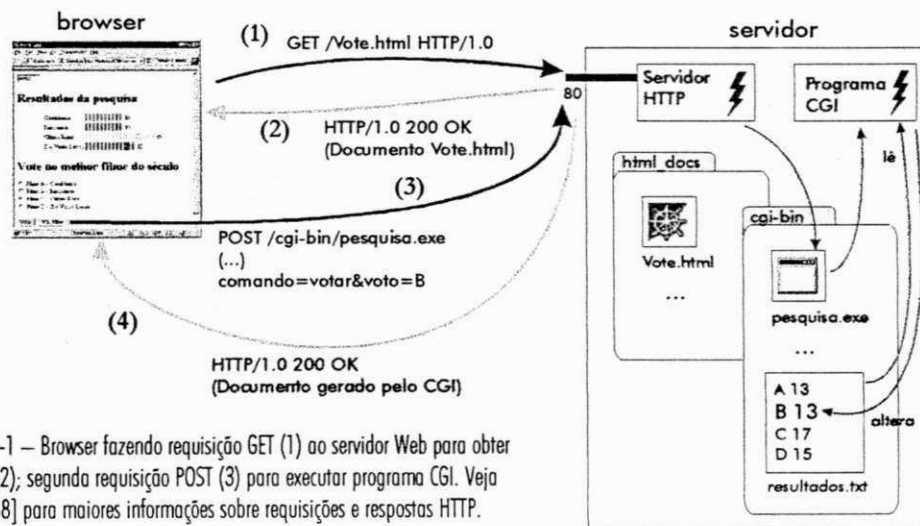 browser
(1)
GET /Vote.html HTTP/1.0
servidor
Resultados da pesquisa
Vote no melhor filme do século
80
Servidor
HTTP
Programa
CGI
(2)
HTTP/1.0 200 OK
(Documento Vote.html)
(3)
lê
html_docs
Vote.html
...
cgi-bin
pesquisa.exe
...
POST /cgi-bin/pesquisa.exe
(...)
comando=votar&voto=B
(4)
HTTP/1.0 200 OK
(Documento gerado pelo CGI)
A 13
B 13
C 17
D 15
altera
resultados.txt
-1 – Browser fazendo requisição GET (1) ao servidor Web para obter
2); segunda requisição POST (3) para executar programa CGI. Veja
8] para maiores informações sobre requisições e respostas HTTP.